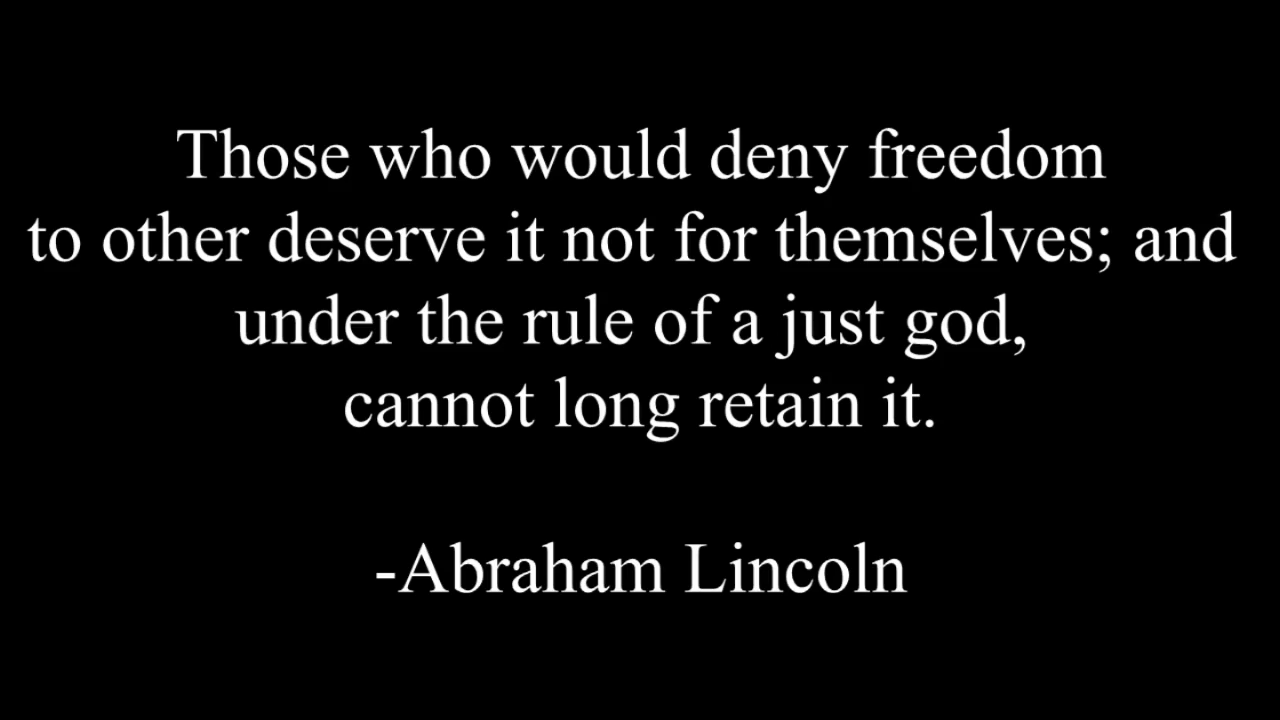 Those who would deny freedom
to other deserve it not for themselves; and
under the rule of a just god,
cannot long retain it.
-Abraham Lincoln